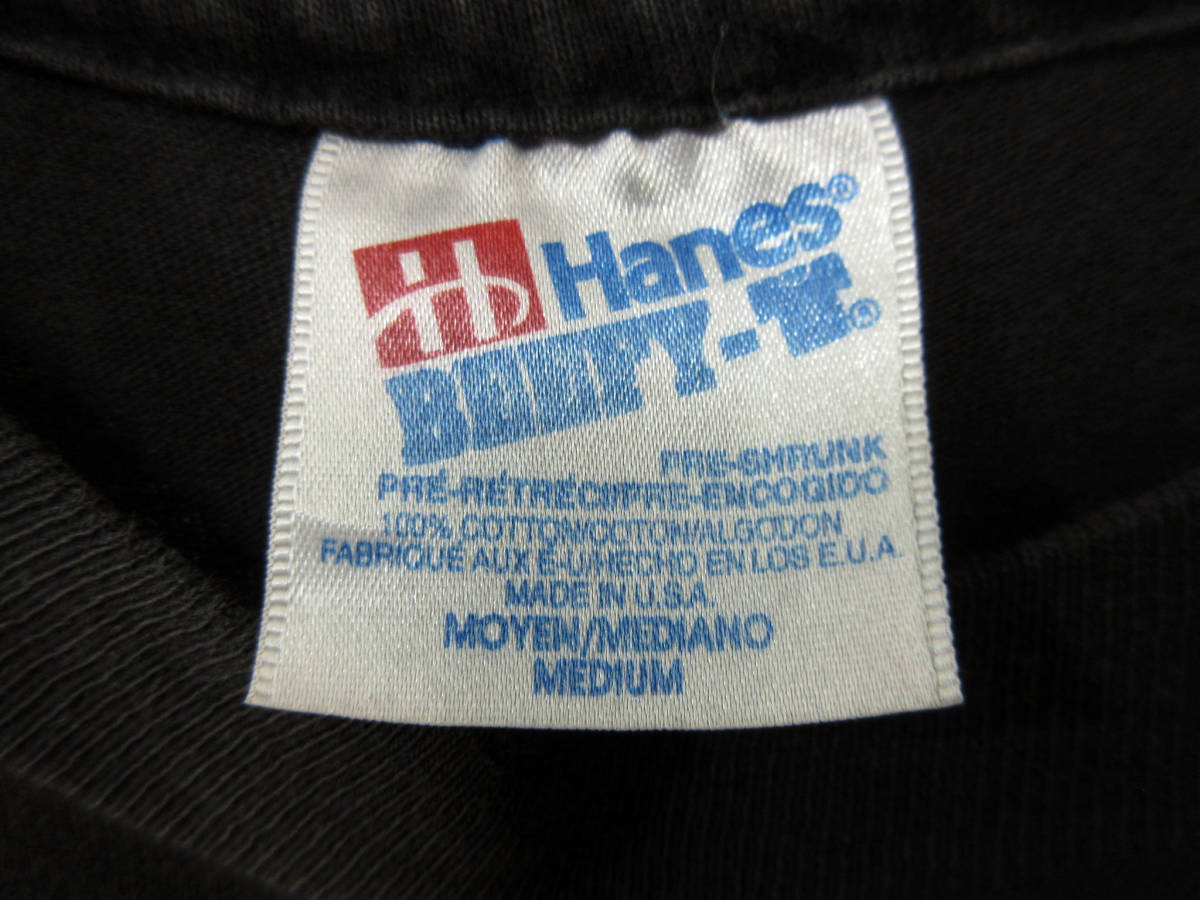 Hanes®
BEEFY-T®
PRE-SHRUNK
PRÉ-RÉTRÉCI/PRE-ENCOGIDO
100% COTTON/COTON/ALGODON
FABRIQUÉ AUX É-U/HECHO EN LOS E.U.A.
MADE IN U.S.A.
MOYEN/MEDIANO
MEDIUM